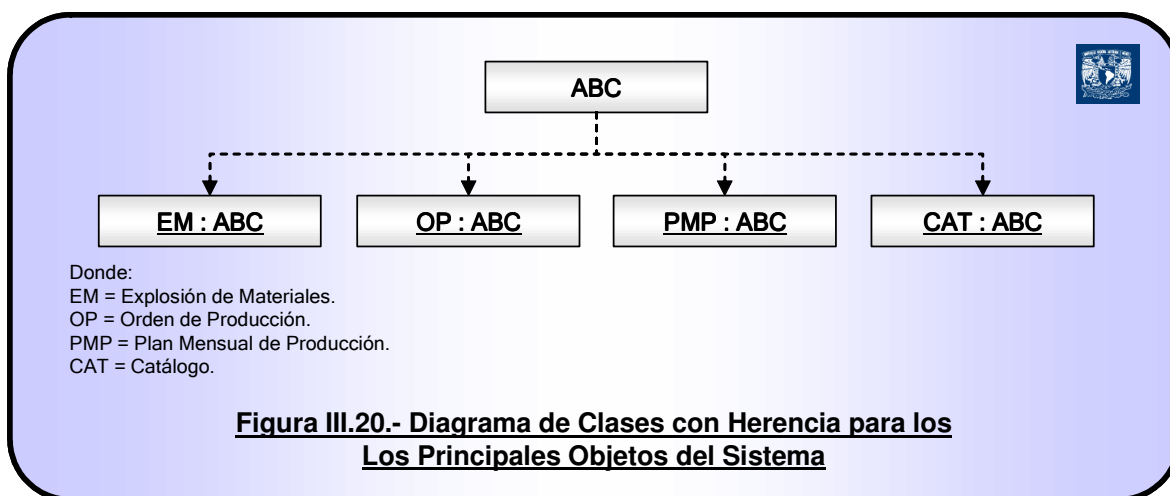 ABC
EM : ABC
OP : ABC
PMP : ABC
CAT : ABC
Donde:
EM = Explosión de Materiales.
OP = Orden de Producción.
PMP = Plan Mensual de Producción.
CAT = Catálogo.
Figura III.20.- Diagrama de Clases con Herencia para los
Los Principales Objetos del Sistema